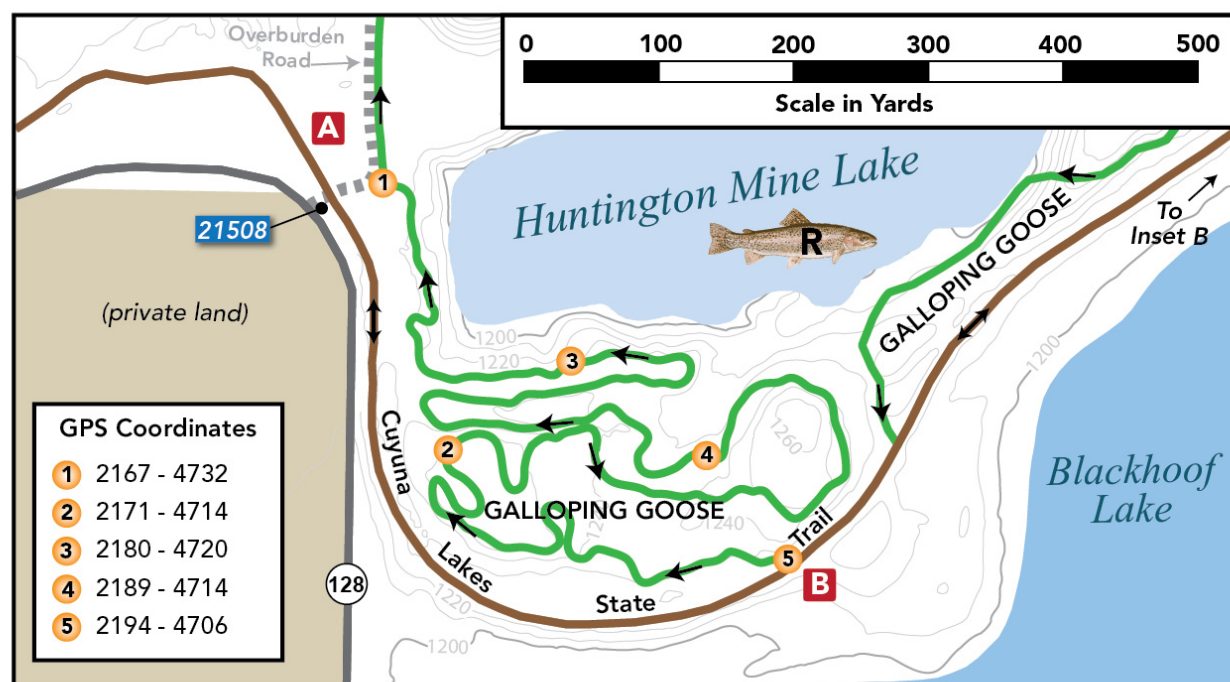 Overburden
Road
0 100 200 300 400 500
Scale in Yards
A
1
21508
Huntington Mine Lake
R
GALLOPING GOOSE
To
Inset B
(private land)
1200
1220
3
1200
Cuyuna
2
4
1260
GALLOPING GOOSE
1240
Blackhoof
Lake
GPS Coordinates
1 2167 - 4732
2 2171 - 4714
3 2180 - 4720
4 2189 - 4714
5 2194 - 4706
128
Lakes
State
Trail
5
B
1220
1200
1200